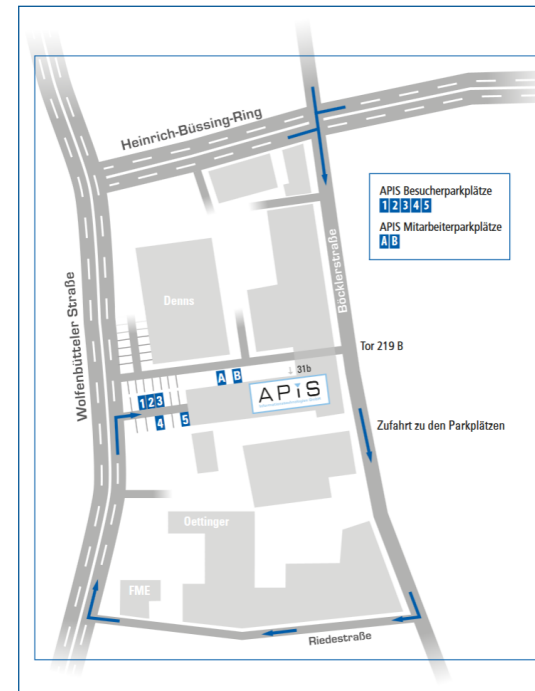 Heinrich-Büssing-Ring
Wolfenbütteler Straße
Böcklerstraße
APIS Besucherparkplätze
1 2 3 4 5
APIS Mitarbeiterparkplätze
A B
Denns
Tor 219 B
31b
A B
APiS
1 2 3
4 5
Zufahrt zu den Parkplätzen
Oettinger
FME
Riedestraße